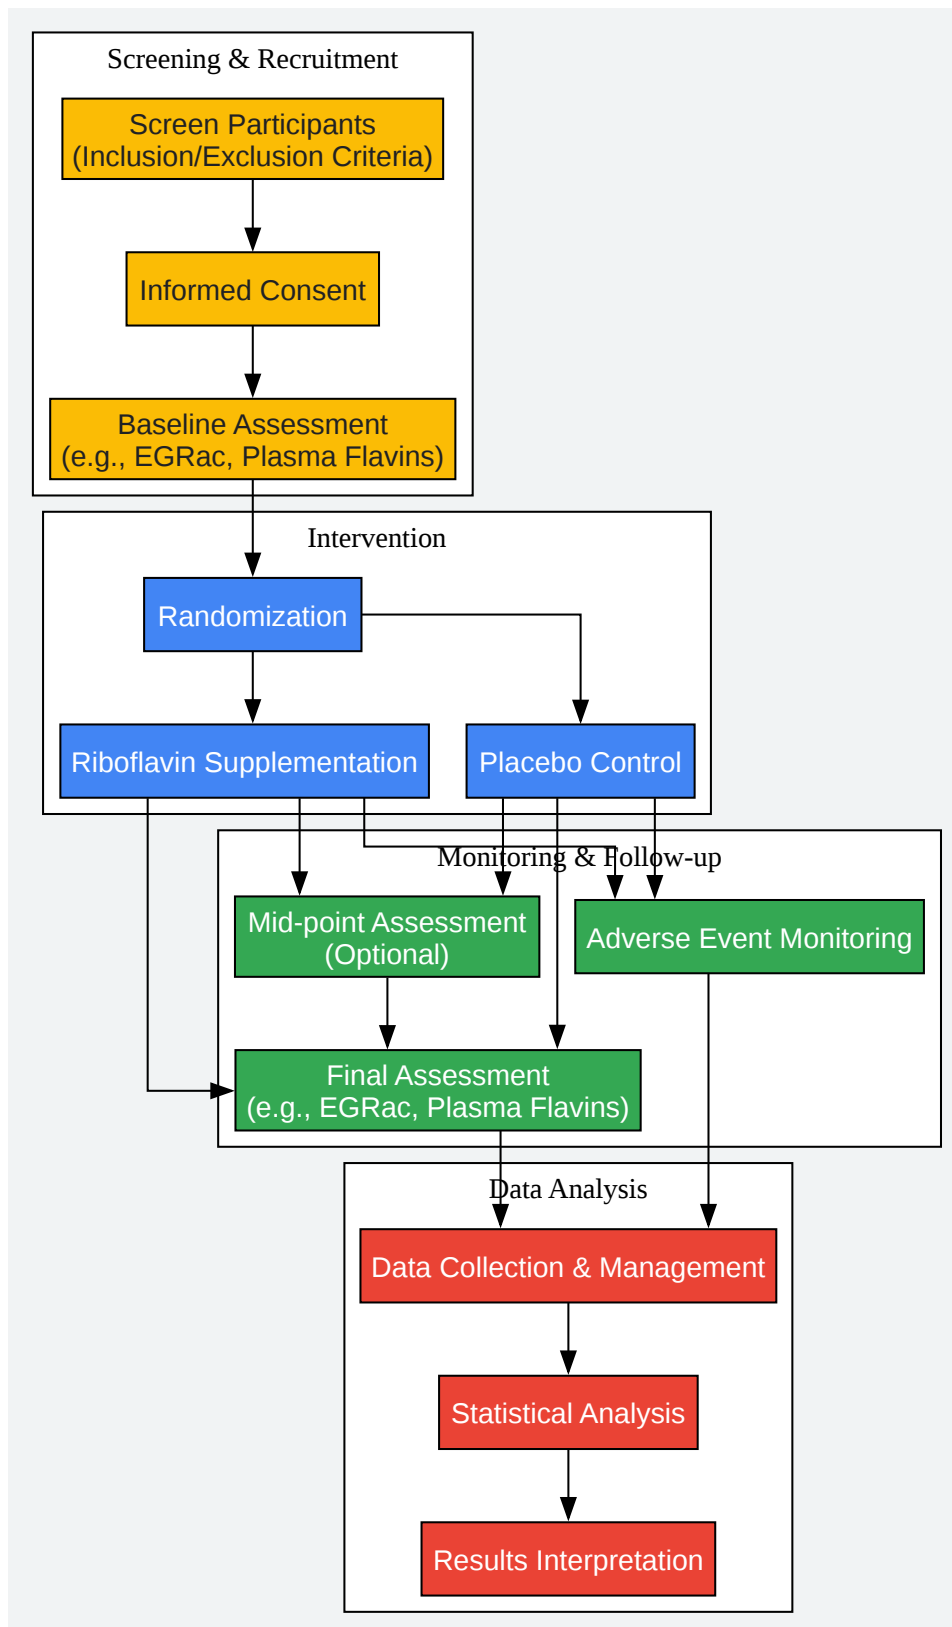 Screening & Recruitment
Screen Participants
(Inclusion/Exclusion Criteria)
Informed Consent
Baseline Assessment
(e.g., EGRac, Plasma Flavins)
Intervention
Randomization
Riboflavin Supplementation
Placebo Control
Monitoring & Follow-up
Mid-point Assessment
(Optional)
Adverse Event Monitoring
Final Assessment
(e.g., EGRac, Plasma Flavins)
Data Analysis
Data Collection & Management
Statistical Analysis
Results Interpretation